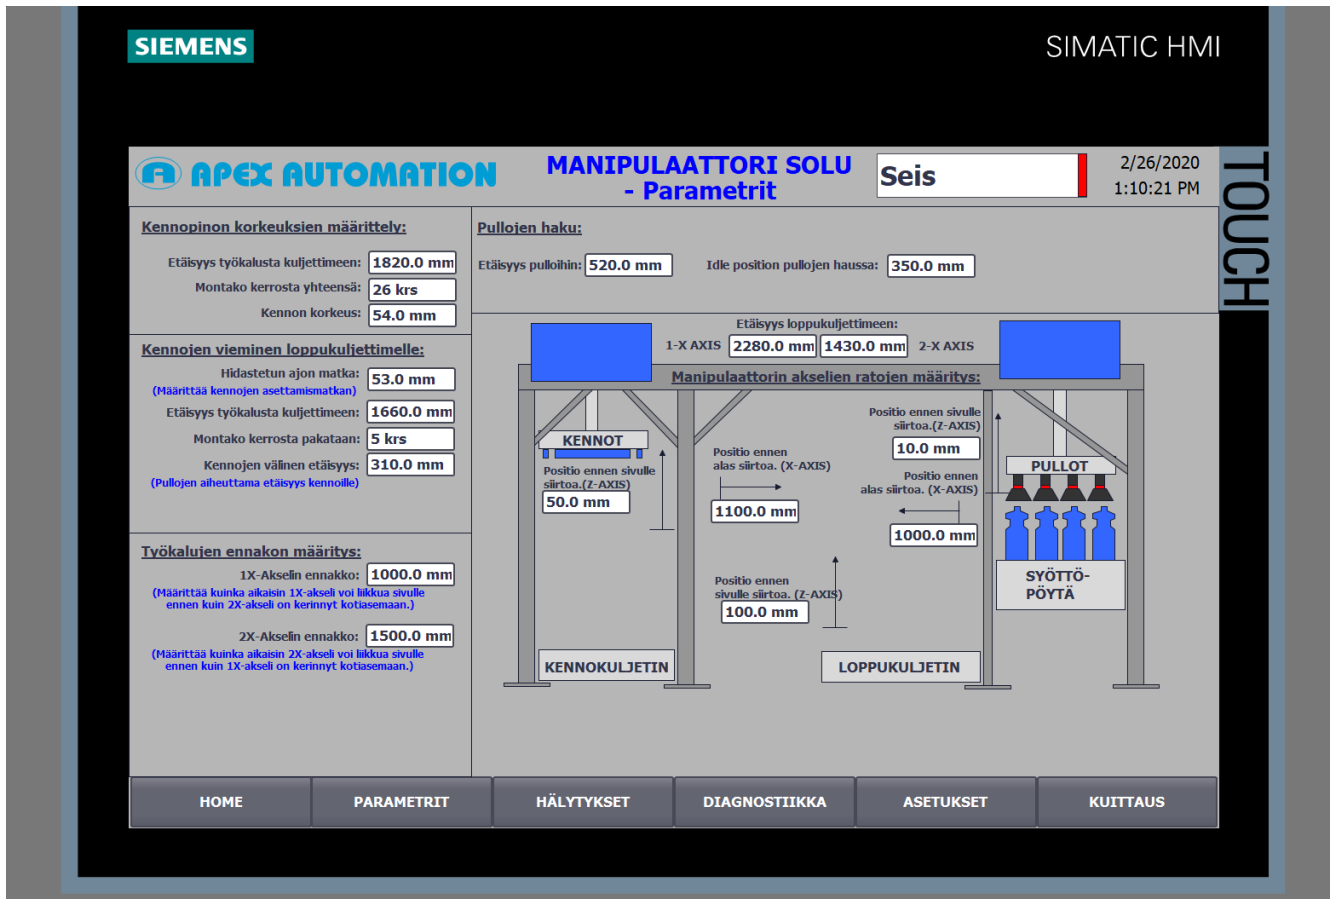 SIEMENS
SIMATIC HMI
TOUCH
APEX AUTOMATION
MANIPULAATTORI SOLU
- Parametrit
Seis
2/26/2020
1:10:21 PM
Kennopinon korkeuksien määrittely:
Etäisyys työkalusta kuljettimeen: 1820.0 mm
Montako kerrosta yhteensä: 26 krs
Kennon korkeus: 54.0 mm
Kennojen vieminen loppukuljettimelle:
Hidastetun ajon matka: 53.0 mm
(Määrittää kennojen asettamismatkan)
Etäisyys työkalusta kuljettimeen: 1660.0 mm
Montako kerrosta pakataan: 5 krs
Kennojen välinen etäisyys: 310.0 mm
(Pullojen aiheuttama etäisyys kennoille)
Työkalujen ennakon määritys:
1X-Akselin ennakko: 1000.0 mm
(Määrittää kuinka aikaisin 1X-akseli voi liikkua sivulle
ennen kuin 2X-akseli on kerinnyt kotiasemaan.)
2X-Akselin ennakko: 1500.0 mm
(Määrittää kuinka aikaisin 2X-akseli voi liikkua sivulle
ennen kuin 1X-akseli on kerinnyt kotiasemaan.)
Pullojen haku:
Etäisyys pulloihin: 520.0 mm
Idle position pullojen haussa: 350.0 mm
Etäisyys loppukuljettimeen:
1-X AXIS 2280.0 mm 1430.0 mm 2-X AXIS
Manipulaattorin akselien ratojen määritys:
KENNOT
Positio ennen sivulle
siirtoa.(Z-AXIS)
50.0 mm
Positio ennen
alas siirtoa. (X-AXIS)
1100.0 mm
Positio ennen sivulle
siirtoa.(Z-AXIS)
10.0 mm
Positio ennen
alas siirtoa. (X-AXIS)
1000.0 mm
PULLOT
SYÖTTÖ-
PÖYTÄ
Positio ennen
sivulle siirtoa. (Z-AXIS)
100.0 mm
KENNOKULJETIN
LOPPUKULJETIN
HOME
PARAMETRIT
HÄLYTYKSET
DIAGNOSTIIKKA
ASETUKSET
KUITTAUS